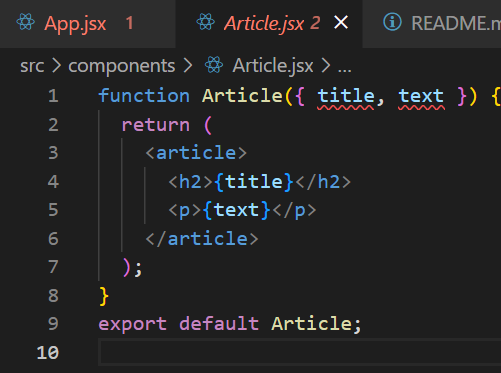 App.jsx 1 Article.jsx 2 README.m
src > components > Article.jsx > ...
1 function Article({ title, text }) {
2 return (
3 <article>
4 <h2>{title}</h2>
5 <p>{text}</p>
6 </article>
7 );
8 }
9 export default Article;
10